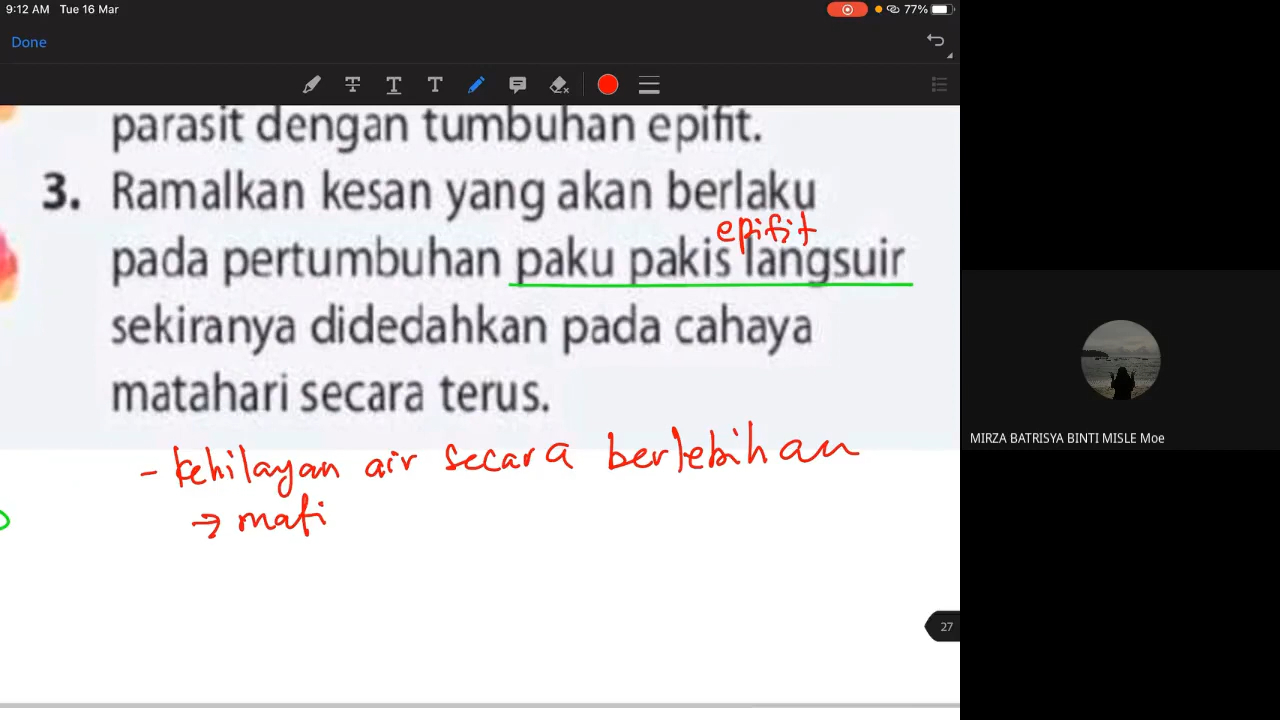 9:12 AM Tue 16 Mar
77%
Done
parasit dengan tumbuhan epifit.
3. Ramalkan kesan yang akan berlaku
epifit
pada pertumbuhan paku pakis langsuir
sekiranya didedahkan pada cahaya
matahari secara terus.
- kehilangan air secara berlebihan
→ mati
27
MIRZA BATRISYA BINTI MISLE Moe